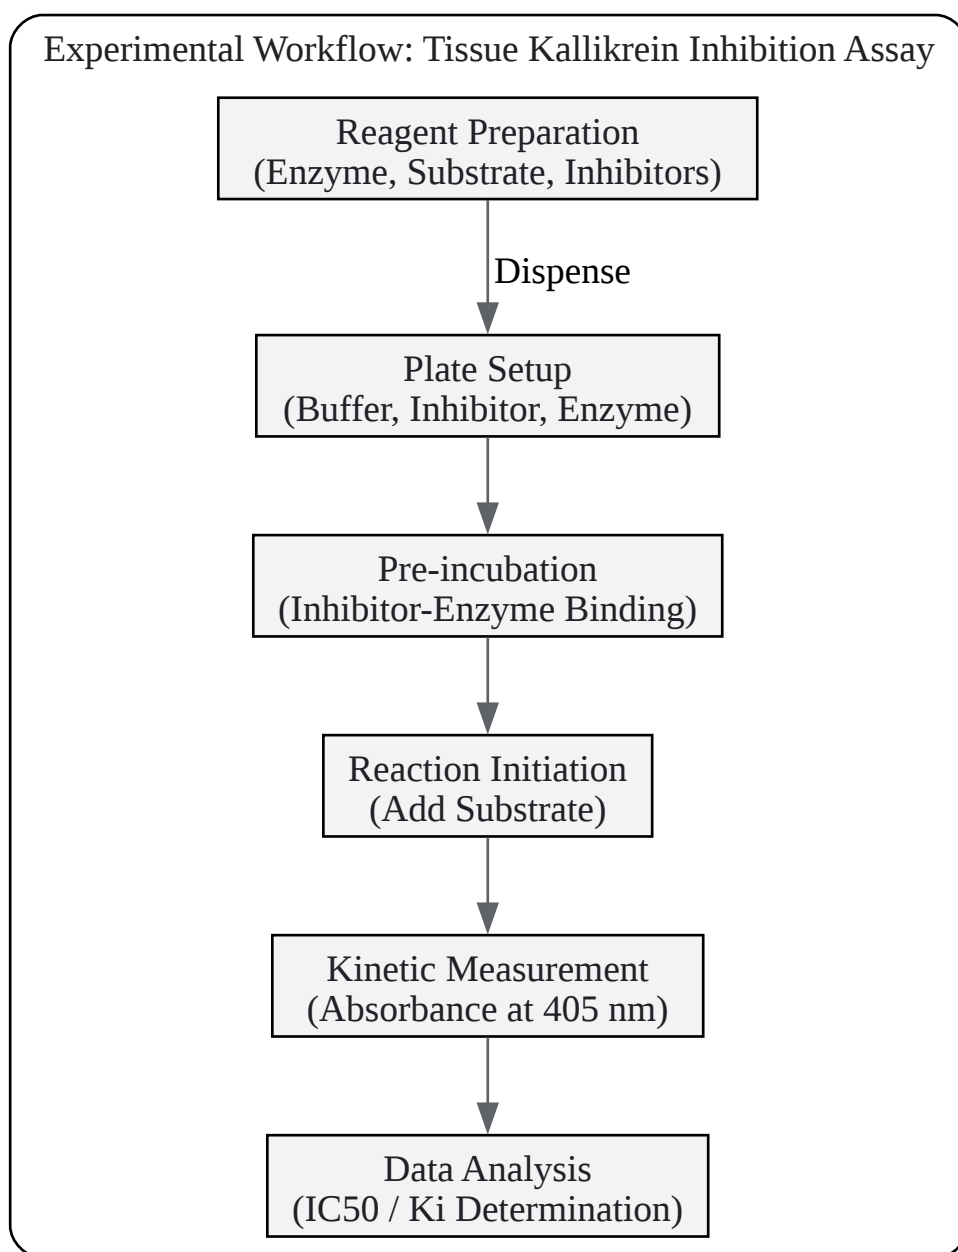 Experimental Workflow: Tissue Kallikrein Inhibition Assay
Reagent Preparation
(Enzyme, Substrate, Inhibitors)
Dispense
Plate Setup
(Buffer, Inhibitor, Enzyme)
Pre-incubation
(Inhibitor-Enzyme Binding)
Reaction Initiation
(Add Substrate)
Kinetic Measurement
(Absorbance at 405 nm)
Data Analysis
(IC50 / Ki Determination)